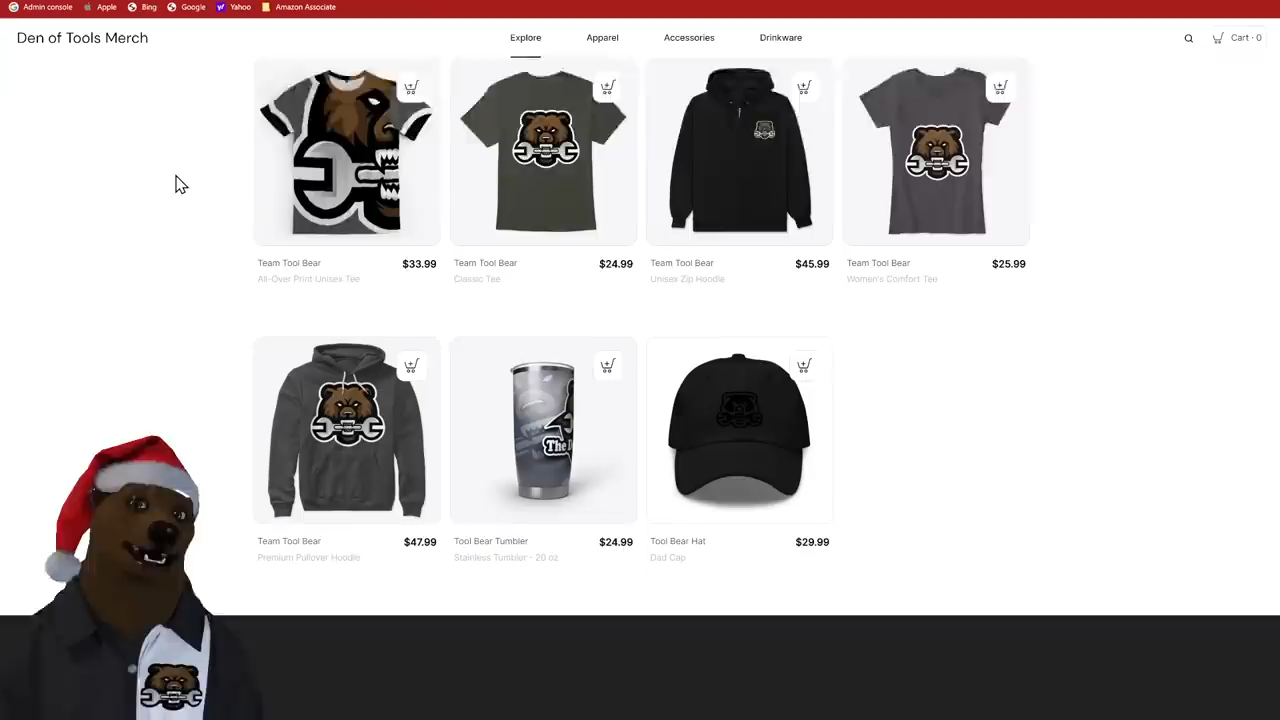 Admin console Apple Bing Google Yahoo Amazon Associate
Den of Tools Merch Explore Apparel Accessories Drinkware Cart · 0
Team Tool Bear $33.99 Team Tool Bear $24.99 Team Tool Bear $45.99 Team Tool Bear $25.99
All-Over Print Unisex Tee Classic Tee Unisex Zip Hoodie Women's Comfort Tee
The
Team Tool Bear $47.99 Tool Bear Tumbler $24.99 Tool Bear Hat $29.99
Premium Pullover Hoodie Stainless Tumbler - 20 oz Dad Cap